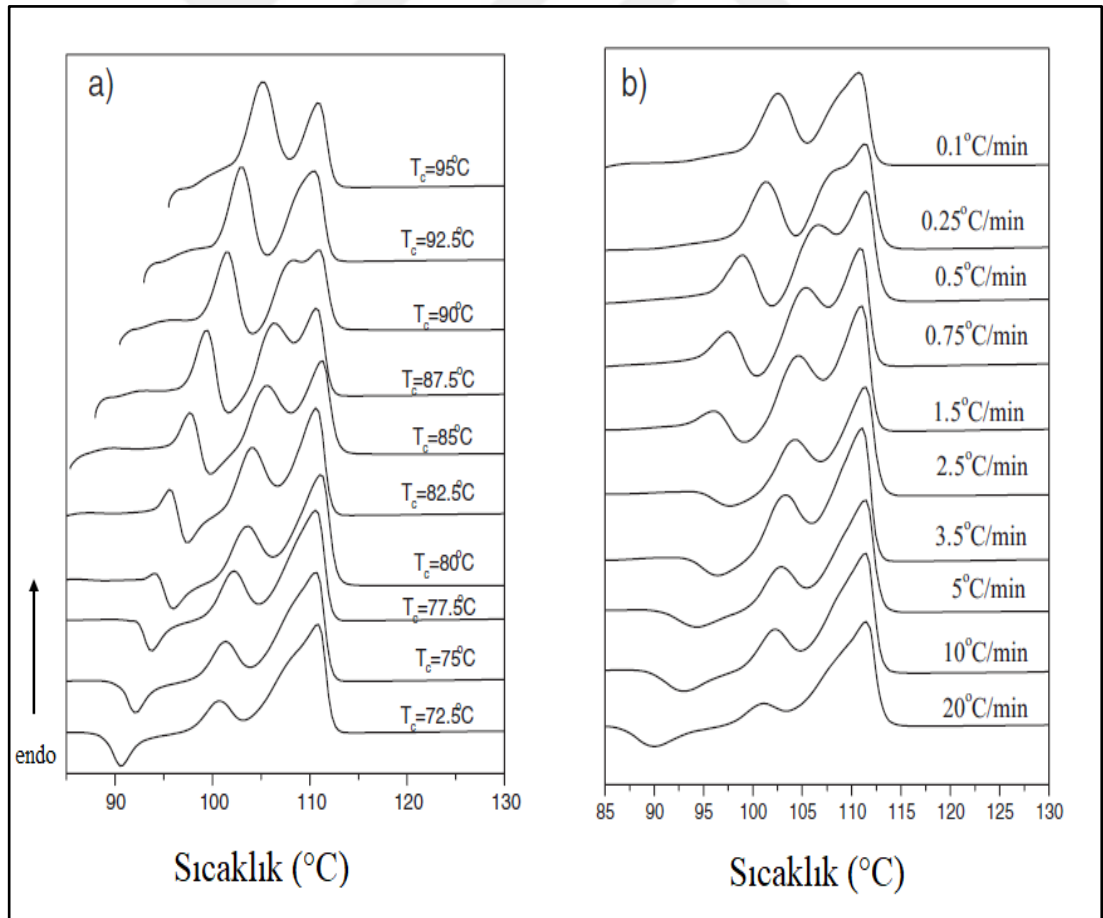 a)
T_c=95°C
T_c=92.5°C
T_c=90°C
T_c=87.5°C
T_c=85°C
T_c=82.5°C
T_c=80°C
T_c=77.5°C
T_c=75°C
T_c=72.5°C
endo
90 100 110 120 130
Sıcaklık (°C)
b)
0.1°C/min
0.25°C/min
0.5°C/min
0.75°C/min
1.5°C/min
2.5°C/min
3.5°C/min
5°C/min
10°C/min
20°C/min
85 90 95 100 105 110 115 120 125 130
Sıcaklık (°C)